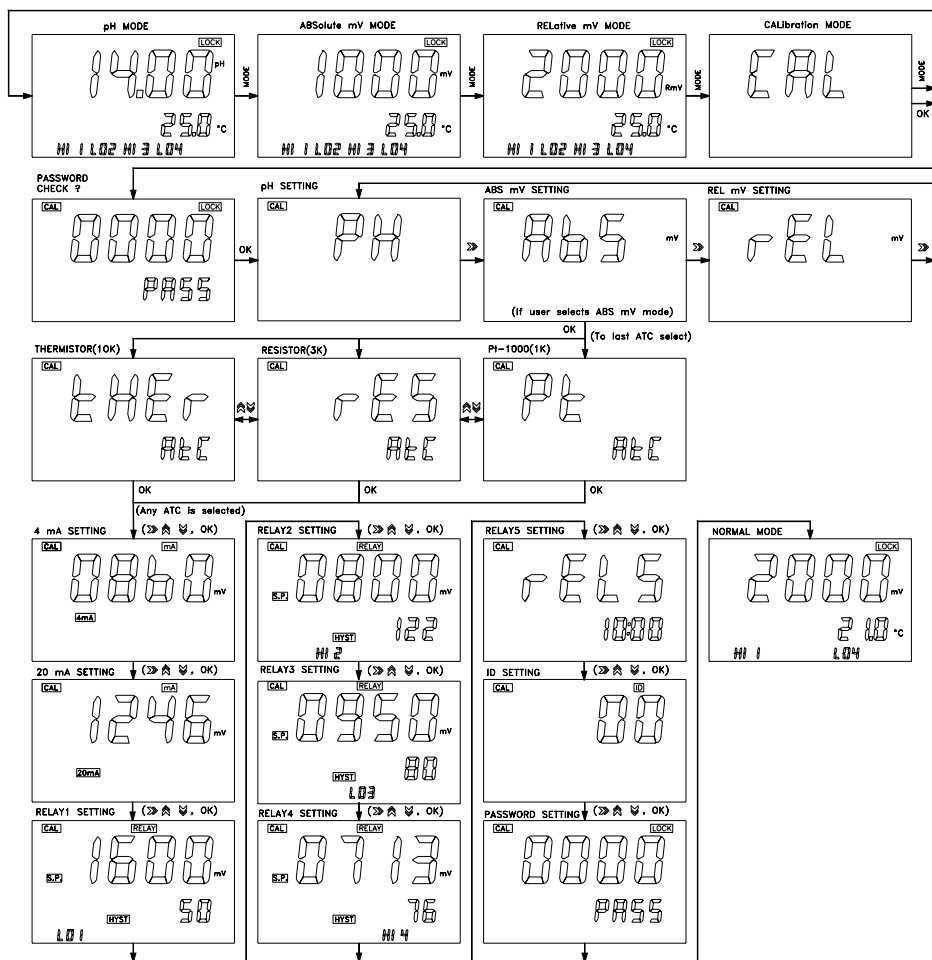 pH MODE
LOCK
14.00 pH
25.0 °C
HI 1 LO2 HI 3 LO4
MODE
ABSolute mV MODE
LOCK
1000 mV
25.0 °C
HI 1 LO2 HI 3 LO4
MODE
RELative mV MODE
LOCK
2000 RmV
25.0 °C
HI 1 LO2 HI 3 LO4
MODE
CALibration MODE
CAL
MODE
OK
PASSWORD
CHECK ?
CAL LOCK
0000
PASS
OK
pH SETTING
CAL
PH
ABS mV SETTING
CAL
AbS mV
(If user selects ABS mV mode)
REL mV SETTING
CAL
rEL mV
OK
(To last ATC select)
THERMISTOR(10K)
CAL
tHEr
AtC
RESISTOR(3K)
CAL
rES
AtC
Pt-1000(1K)
CAL
Pt
AtC
OK
OK
OK
(Any ATC is selected)
4 mA SETTING (⨠ ⩓ ⩔, OK)
CAL mA
0860 mV
4mA
20 mA SETTING (⨠ ⩓ ⩔, OK)
CAL mA
1246 mV
20mA
RELAY1 SETTING (⨠ ⩓ ⩔, OK)
CAL RELAY
1600
S.P. mV
HYST 50
LO1
RELAY2 SETTING (⨠ ⩓ ⩔, OK)
CAL RELAY
0800
S.P. mV
122
HYST
HI 2
RELAY3 SETTING (⨠ ⩓ ⩔, OK)
CAL RELAY
0950
S.P. mV
80
HYST
LO3
RELAY4 SETTING (⨠ ⩓ ⩔, OK)
CAL RELAY
0713
S.P. mV
HYST 76
HI 4
RELAY5 SETTING (⨠ ⩓ ⩔, OK)
CAL
rEL5
10:00
ID SETTING (⨠ ⩓ ⩔, OK)
CAL ID
00
PASSWORD SETTING (⨠ ⩓ ⩔, OK)
CAL LOCK
0000
PASS
NORMAL MODE
LOCK
2000 mV
21.0 °C
HI 1 LO4